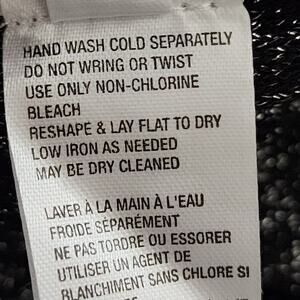 HAND WASH COLD SEPARATELY
DO NOT WRING OR TWIST
USE ONLY NON-CHLORINE
BLEACH
RESHAPE & LAY FLAT TO DRY
LOW IRON AS NEEDED
MAY BE DRY CLEANED
LAVER À LA MAIN À L'EAU
FROIDE SÉPARÉMENT
NE PAS TORDRE OU ESSORER
UTILISER UN AGENT DE
BLANCHIMENT SANS CHLORE SI